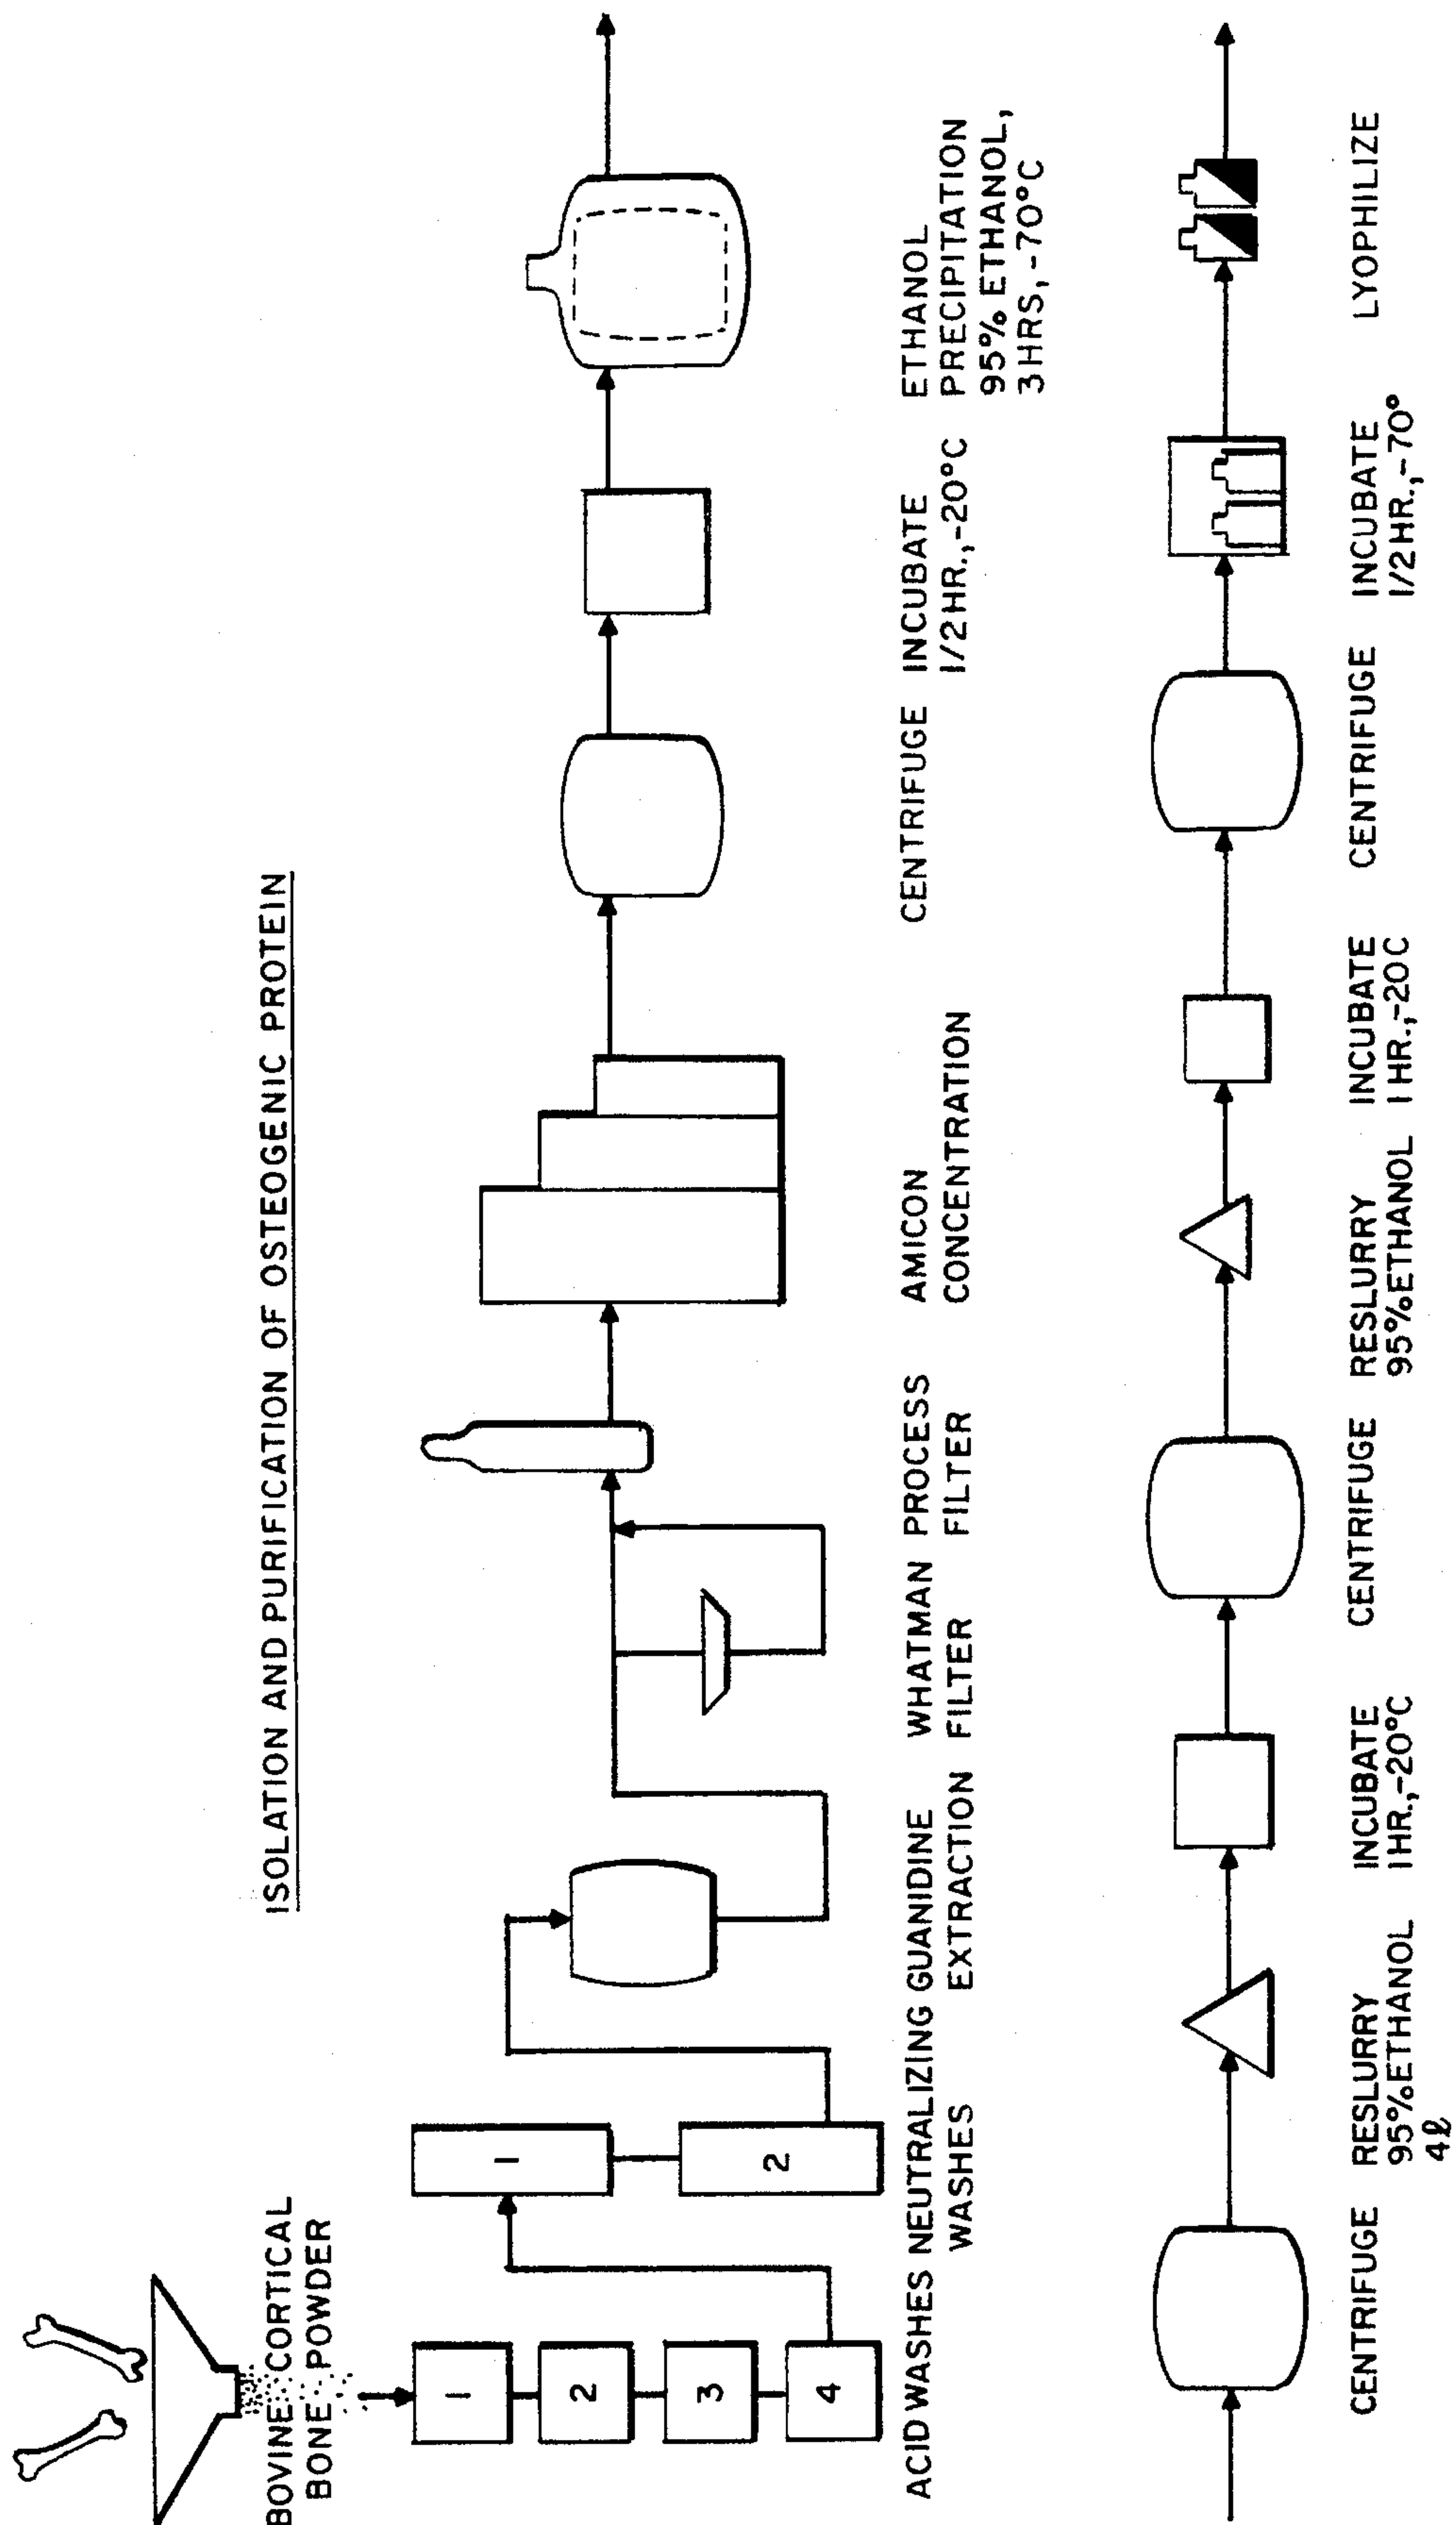 ISOLATION AND PURIFICATION OF OSTEOGENIC PROTEIN
BOVINE CORTICAL
BONE POWDER
1
2
3
4
1
2
ACID WASHES
NEUTRALIZING
WASHES
GUANIDINE
EXTRACTION
WHATMAN
FILTER
PROCESS
FILTER
AMICON
CONCENTRATION
CENTRIFUGE
INCUBATE
1/2 HR.,-20°C
ETHANOL
PRECIPITATION
95% ETHANOL,
3 HRS,-70°C
CENTRIFUGE
RESLURRY
95% ETHANOL
4ℓ
INCUBATE
1 HR.,-20°C
CENTRIFUGE
RESLURRY
95% ETHANOL
INCUBATE
1 HR.,-20C
CENTRIFUGE
INCUBATE
1/2 HR.,-70°
LYOPHILIZE